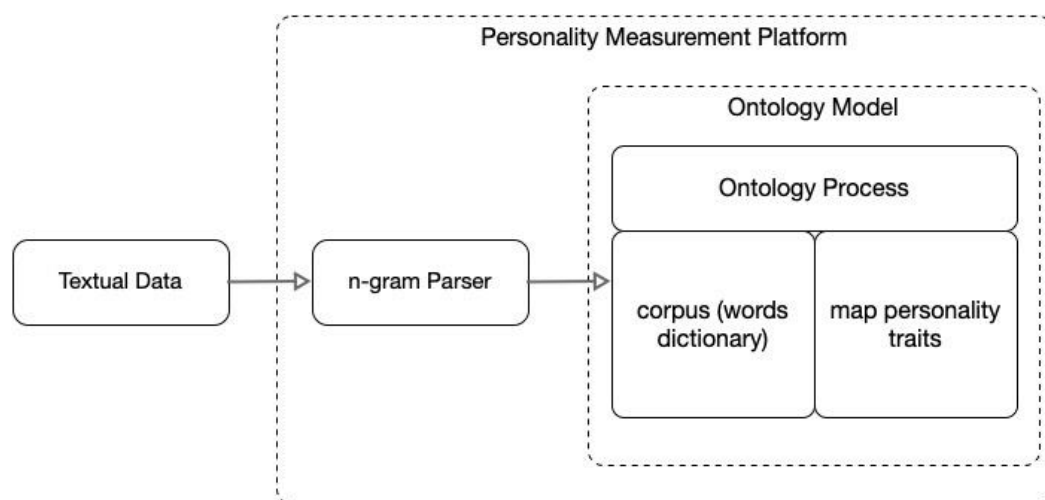 Personality Measurement Platform
Ontology Model
Ontology Process
Textual Data
n-gram Parser
corpus (words
dictionary)
map personality
traits